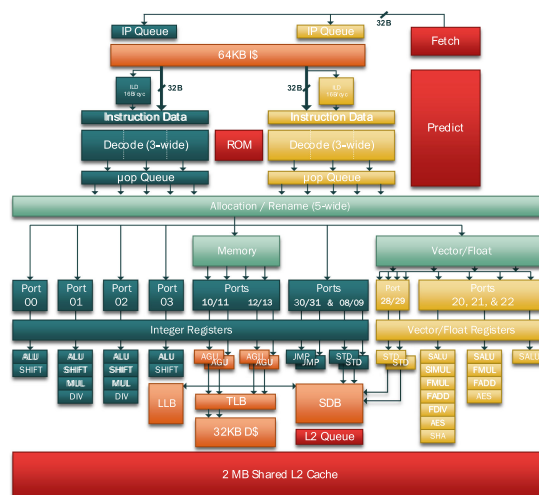 32B
IP Queue
IP Queue
Fetch
64KB I$
ILD
16B/cyc
32B
32B
ILD
16B/cyc
Predict
Instruction Data
Instruction Data
Decode (3-wide)
ROM
Decode (3-wide)
µop Queue
µop Queue
Allocation / Rename (5-wide)
Memory
Vector/Float
Port
00
Port
01
Port
02
Port
03
Ports
10/11
12/13
Ports
30/31 & 08/09
Port
28/29
Ports
20, 21, & 22
Integer Registers
Vector/Float Registers
ALU
SHIFT
ALU
SHIFT
MUL
DIV
ALU
SHIFT
MUL
DIV
ALU
SHIFT
AGU
AGU
AGU
AGU
JMP
JMP
STD
STD
STD
SALU
SIMUL
FMUL
FADD
FDIV
AES
SHA
SALU
FMUL
FADD
AES
SALU
LLB
TLB
SDB
32KB D$
L2 Queue
2 MB Shared L2 Cache